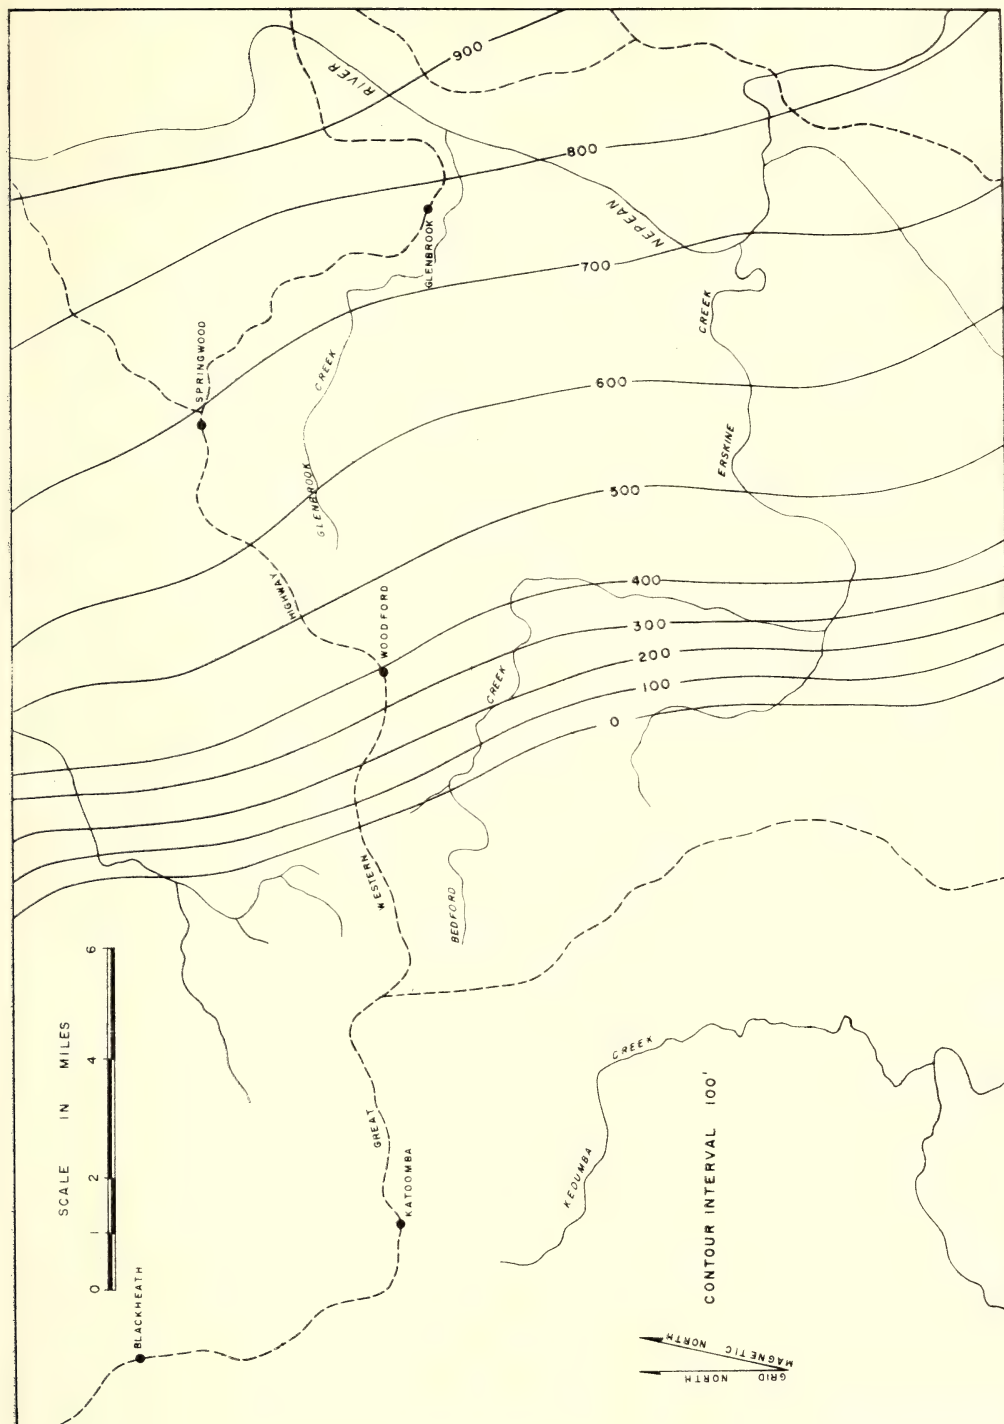 SCALE IN MILES
0 1 2 4 6
BLACKHEATH
KATOOMBA
GREAT
WESTERN
HIGHWAY
WOODFORD
SPRINGWOOD
GLENBROOK
GLENBROOK
CREEK
NEPEAN
RIVER
BEDFORD
CREEK
ERSKINE
CREEK
KEDUMBA
CREEK
900
800
700
600
500
400
300
200
100
0
CONTOUR INTERVAL 100'
GRID NORTH
MAGNETIC NORTH